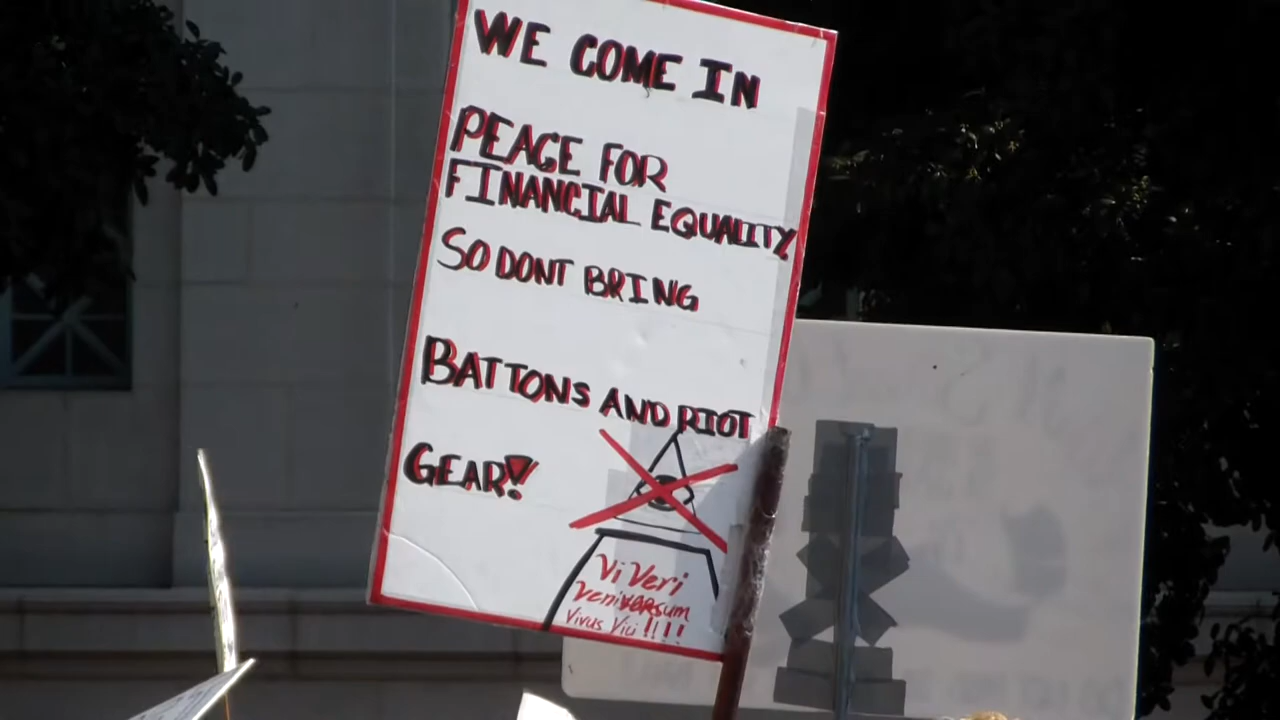 WE COME IN
PEACE FOR
FINANCIAL EQUALITY
SO DONT BRING
BATTONS AND RIOT
GEAR!
Vi Veri
VeniVERSum
Vivus Vici !!!!